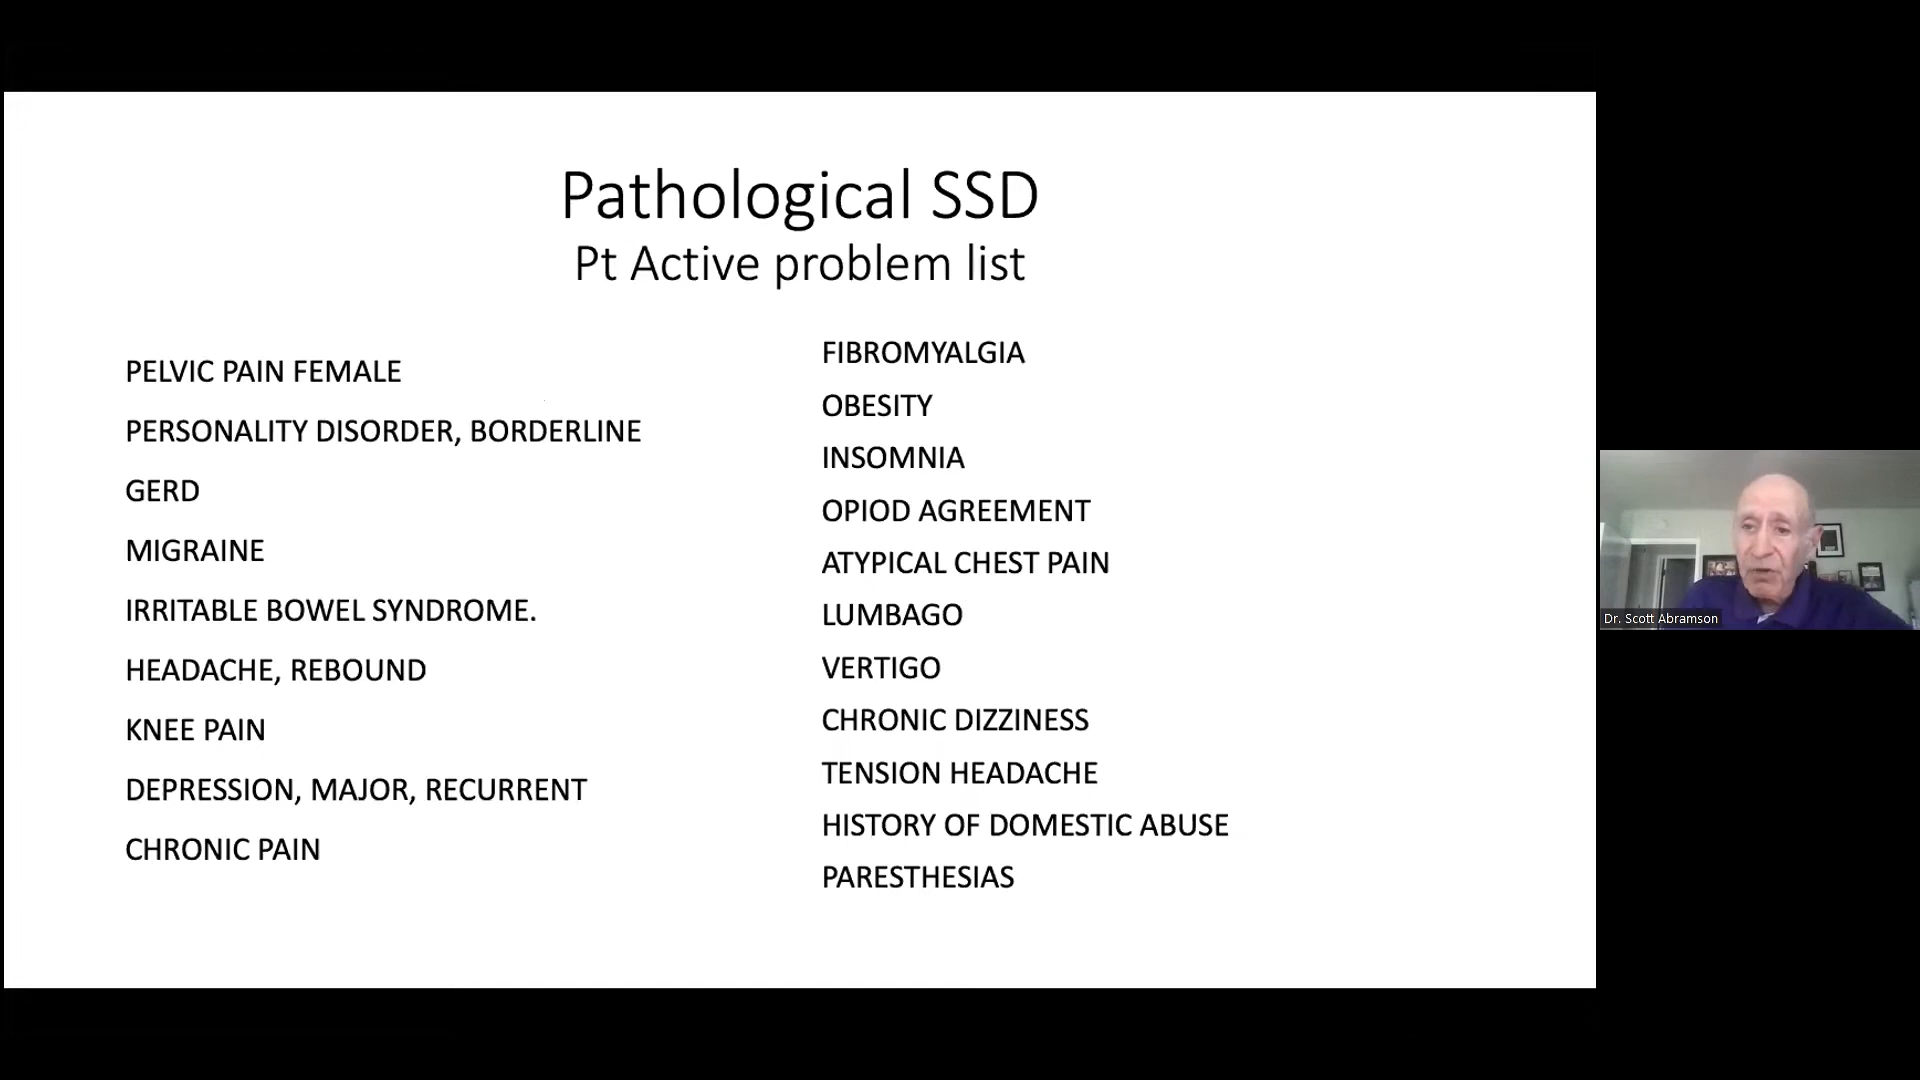 Pathological SSD
Pt Active problem list
PELVIC PAIN FEMALE
PERSONALITY DISORDER, BORDERLINE
GERD
MIGRAINE
IRRITABLE BOWEL SYNDROME.
HEADACHE, REBOUND
KNEE PAIN
DEPRESSION, MAJOR, RECURRENT
CHRONIC PAIN
FIBROMYALGIA
OBESITY
INSOMNIA
OPIOD AGREEMENT
ATYPICAL CHEST PAIN
LUMBAGO
VERTIGO
CHRONIC DIZZINESS
TENSION HEADACHE
HISTORY OF DOMESTIC ABUSE
PARESTHESIAS
Dr. Scott Abramson